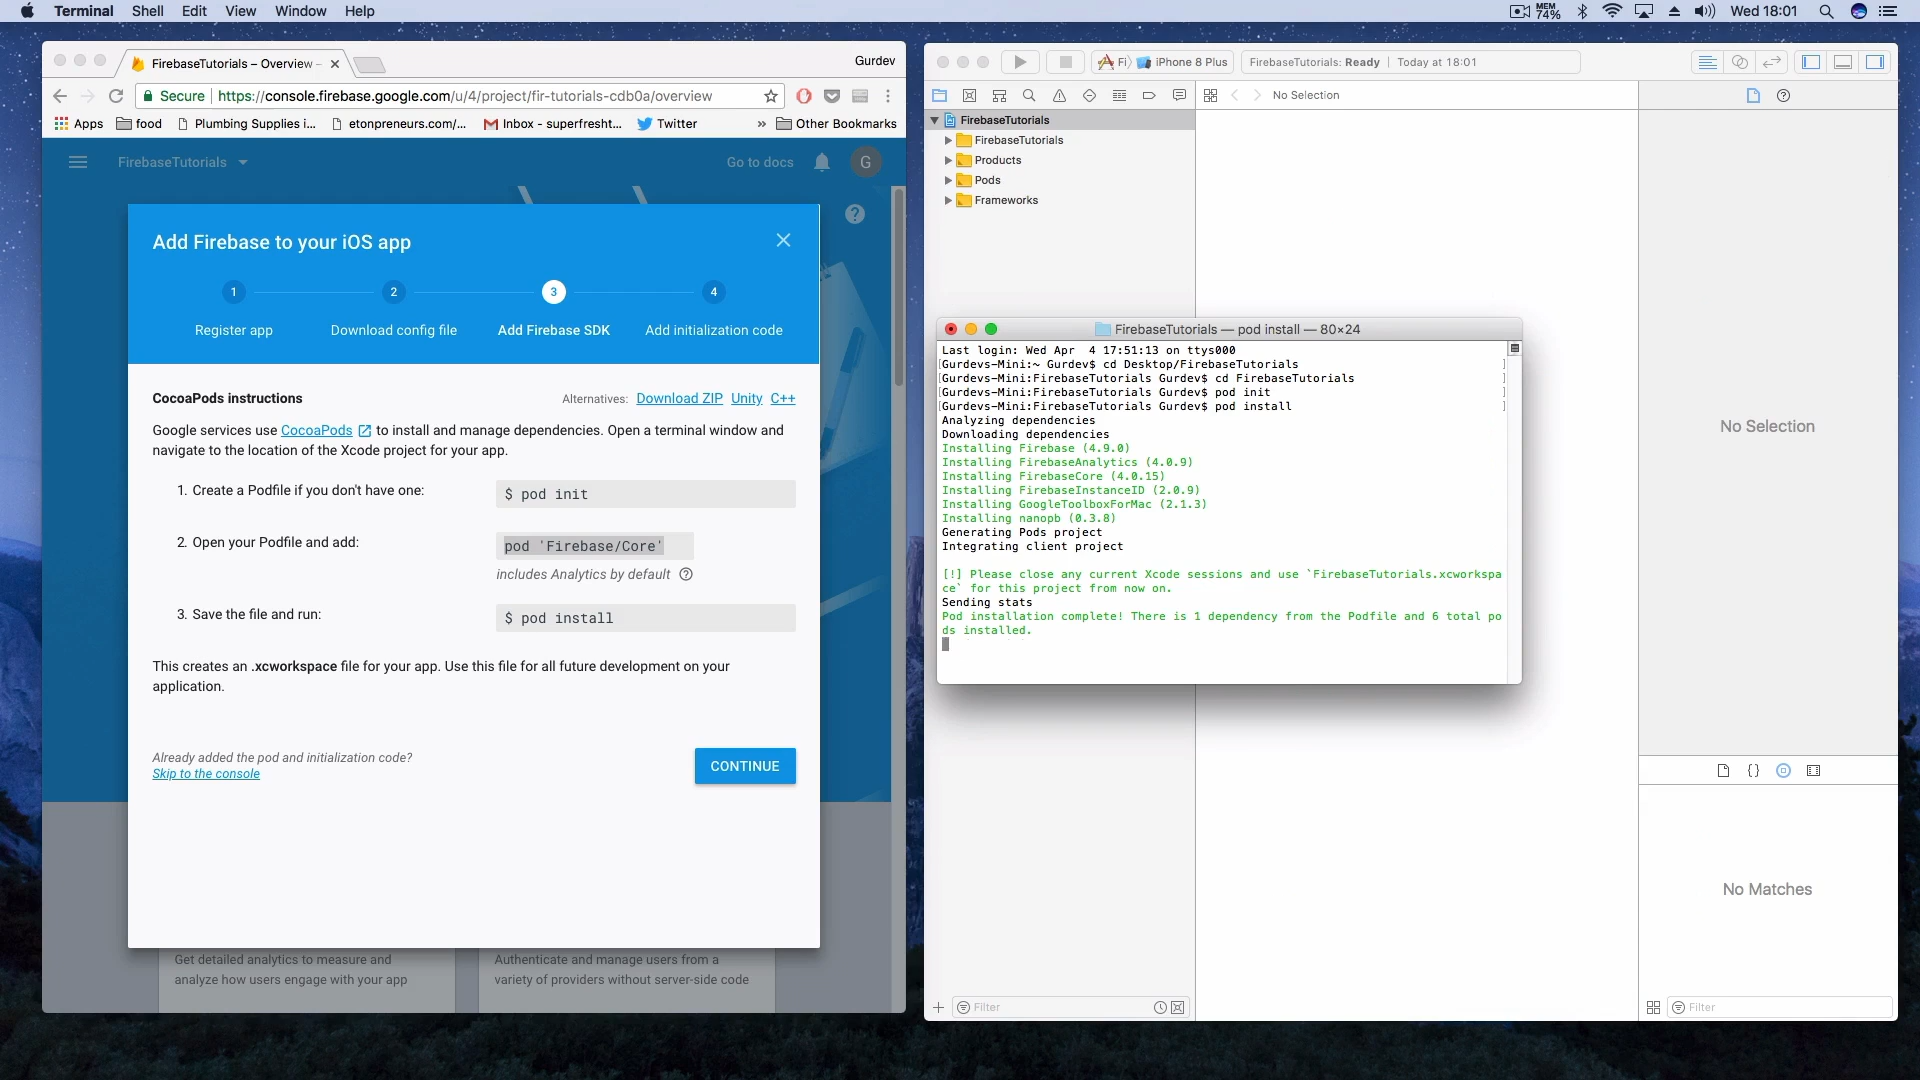 Terminal Shell Edit View Window Help
MEM 74% Wed 18:01
FirebaseTutorials – Overview –
Gurdev
Secure https://console.firebase.google.com/u/4/project/fir-tutorials-cdb0a/overview
Apps food Plumbing Supplies i... etonpreneurs.com/... Inbox - superfresht... Twitter » Other Bookmarks
FirebaseTutorials Go to docs G
Add Firebase to your iOS app
1 2 3 4
Register app Download config file Add Firebase SDK Add initialization code
CocoaPods instructions Alternatives: Download ZIP Unity C++
Google services use CocoaPods to install and manage dependencies. Open a terminal window and
navigate to the location of the Xcode project for your app.
1. Create a Podfile if you don't have one: $ pod init
2. Open your Podfile and add: pod 'Firebase/Core'
includes Analytics by default
3. Save the file and run: $ pod install
This creates an .xcworkspace file for your app. Use this file for all future development on your
application.
Already added the pod and initialization code?
Skip to the console
CONTINUE
Get detailed analytics to measure and
analyze how users engage with your app
Authenticate and manage users from a
variety of providers without server-side code
Fi iPhone 8 Plus FirebaseTutorials: Ready | Today at 18:01
No Selection
FirebaseTutorials
FirebaseTutorials
Products
Pods
Frameworks
FirebaseTutorials — pod install — 80×24
Last login: Wed Apr  4 17:51:13 on ttys000
[Gurdevs-Mini:~ Gurdev$ cd Desktop/FirebaseTutorials ]
[Gurdevs-Mini:FirebaseTutorials Gurdev$ cd FirebaseTutorials ]
[Gurdevs-Mini:FirebaseTutorials Gurdev$ pod init ]
[Gurdevs-Mini:FirebaseTutorials Gurdev$ pod install ]
Analyzing dependencies
Downloading dependencies
Installing Firebase (4.9.0)
Installing FirebaseAnalytics (4.0.9)
Installing FirebaseCore (4.0.15)
Installing FirebaseInstanceID (2.0.9)
Installing GoogleToolboxForMac (2.1.3)
Installing nanopb (0.3.8)
Generating Pods project
Integrating client project
[!] Please close any current Xcode sessions and use `FirebaseTutorials.xcworkspa
ce` for this project from now on.
Sending stats
Pod installation complete! There is 1 dependency from the Podfile and 6 total po
ds installed.
No Selection
No Matches
Filter
Filter